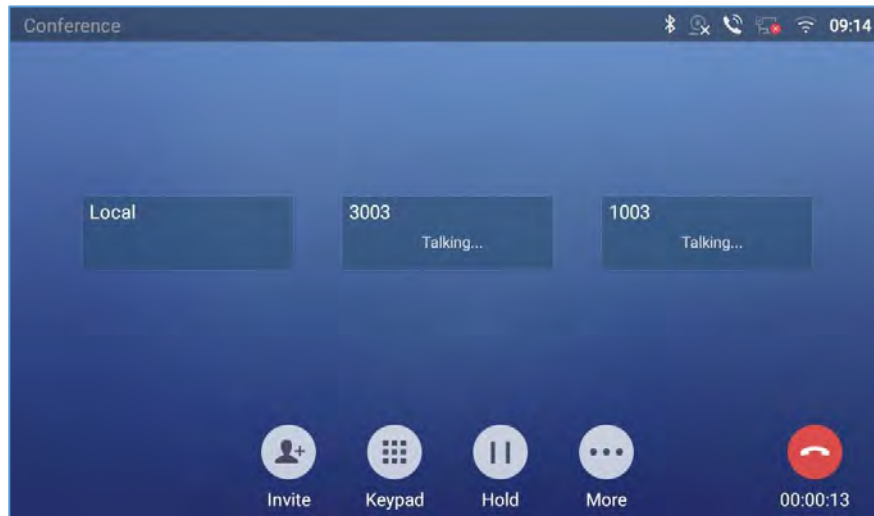 Conference 09:14
Local 3003 1003
Talking... Talking...
Invite Keypad Hold More 00:00:13